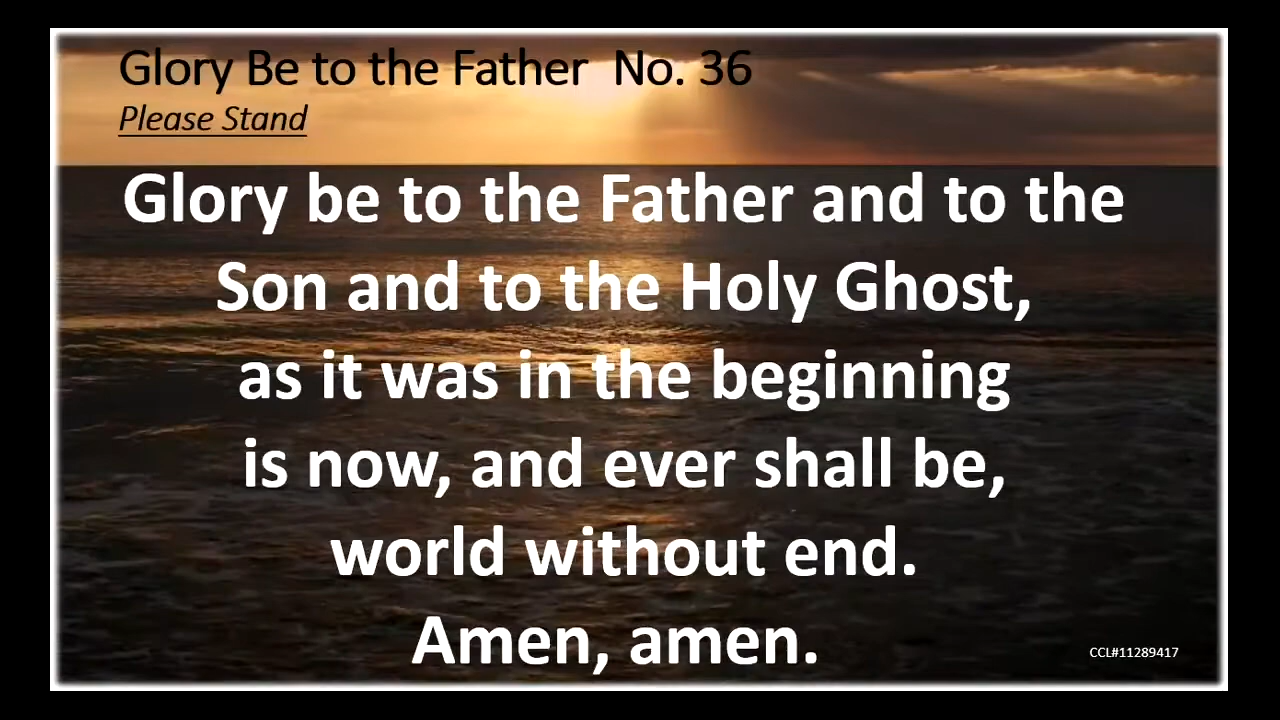 Glory Be to the Father  No. 36
Please Stand
Glory be to the Father and to the
Son and to the Holy Ghost,
as it was in the beginning
is now, and ever shall be,
world without end.
Amen, amen.
CCL#11289417